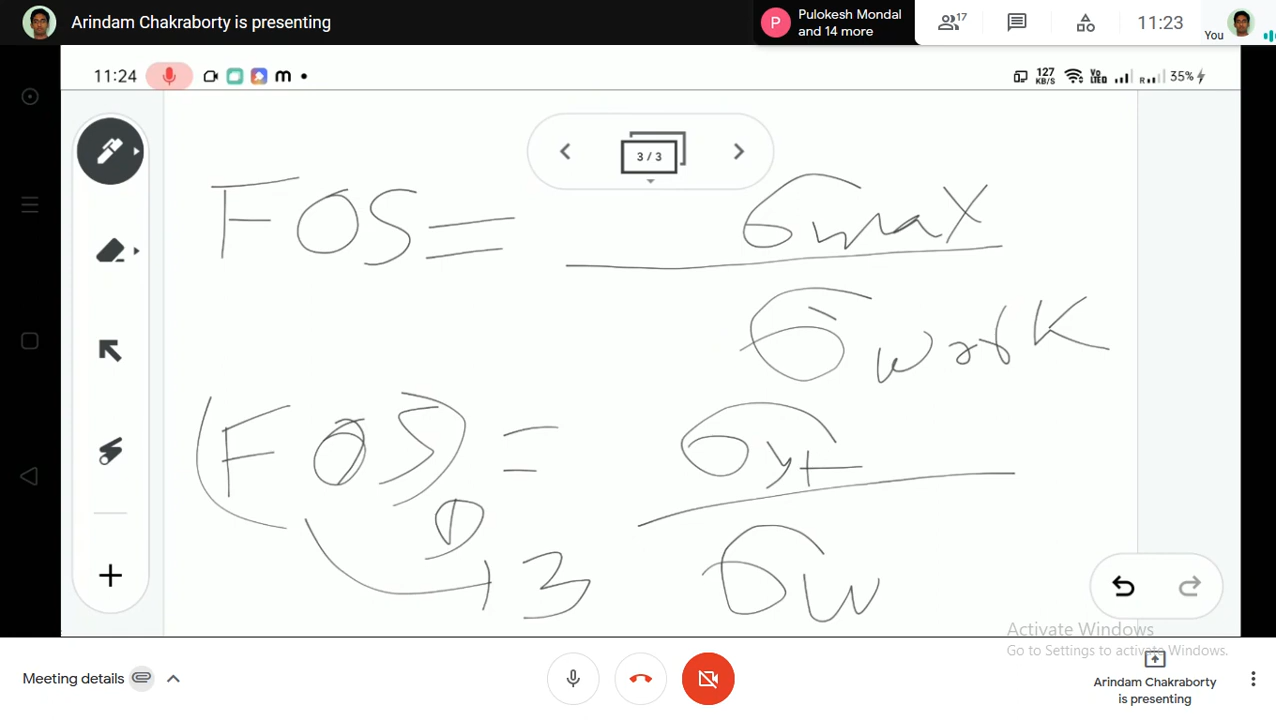 Arindam Chakraborty is presenting
P Pulokesh Mondal
and 14 more
17
11:23
You
11:24
m
127
KB/S
Vo
LTED
R
35%
3 / 3
FOS = σmax
σwork
(FOS)D = σyt
σw
3
Activate Windows
Go to Settings to activate Windows.
Meeting details
Arindam Chakraborty
is presenting